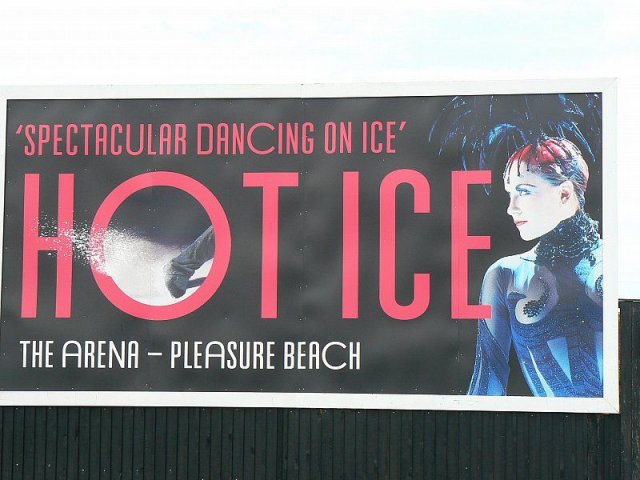 'SPECTACULAR DANCING ON ICE'
HOT ICE
THE ARENA – PLEASURE BEACH